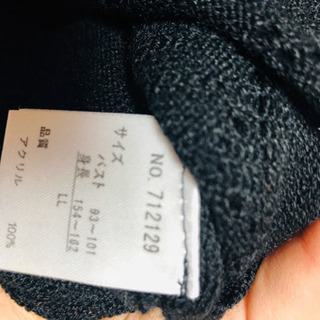 NO. 712129
サイズ
バスト 93～101
身長 154～162
LL
品質
アクリル 100%